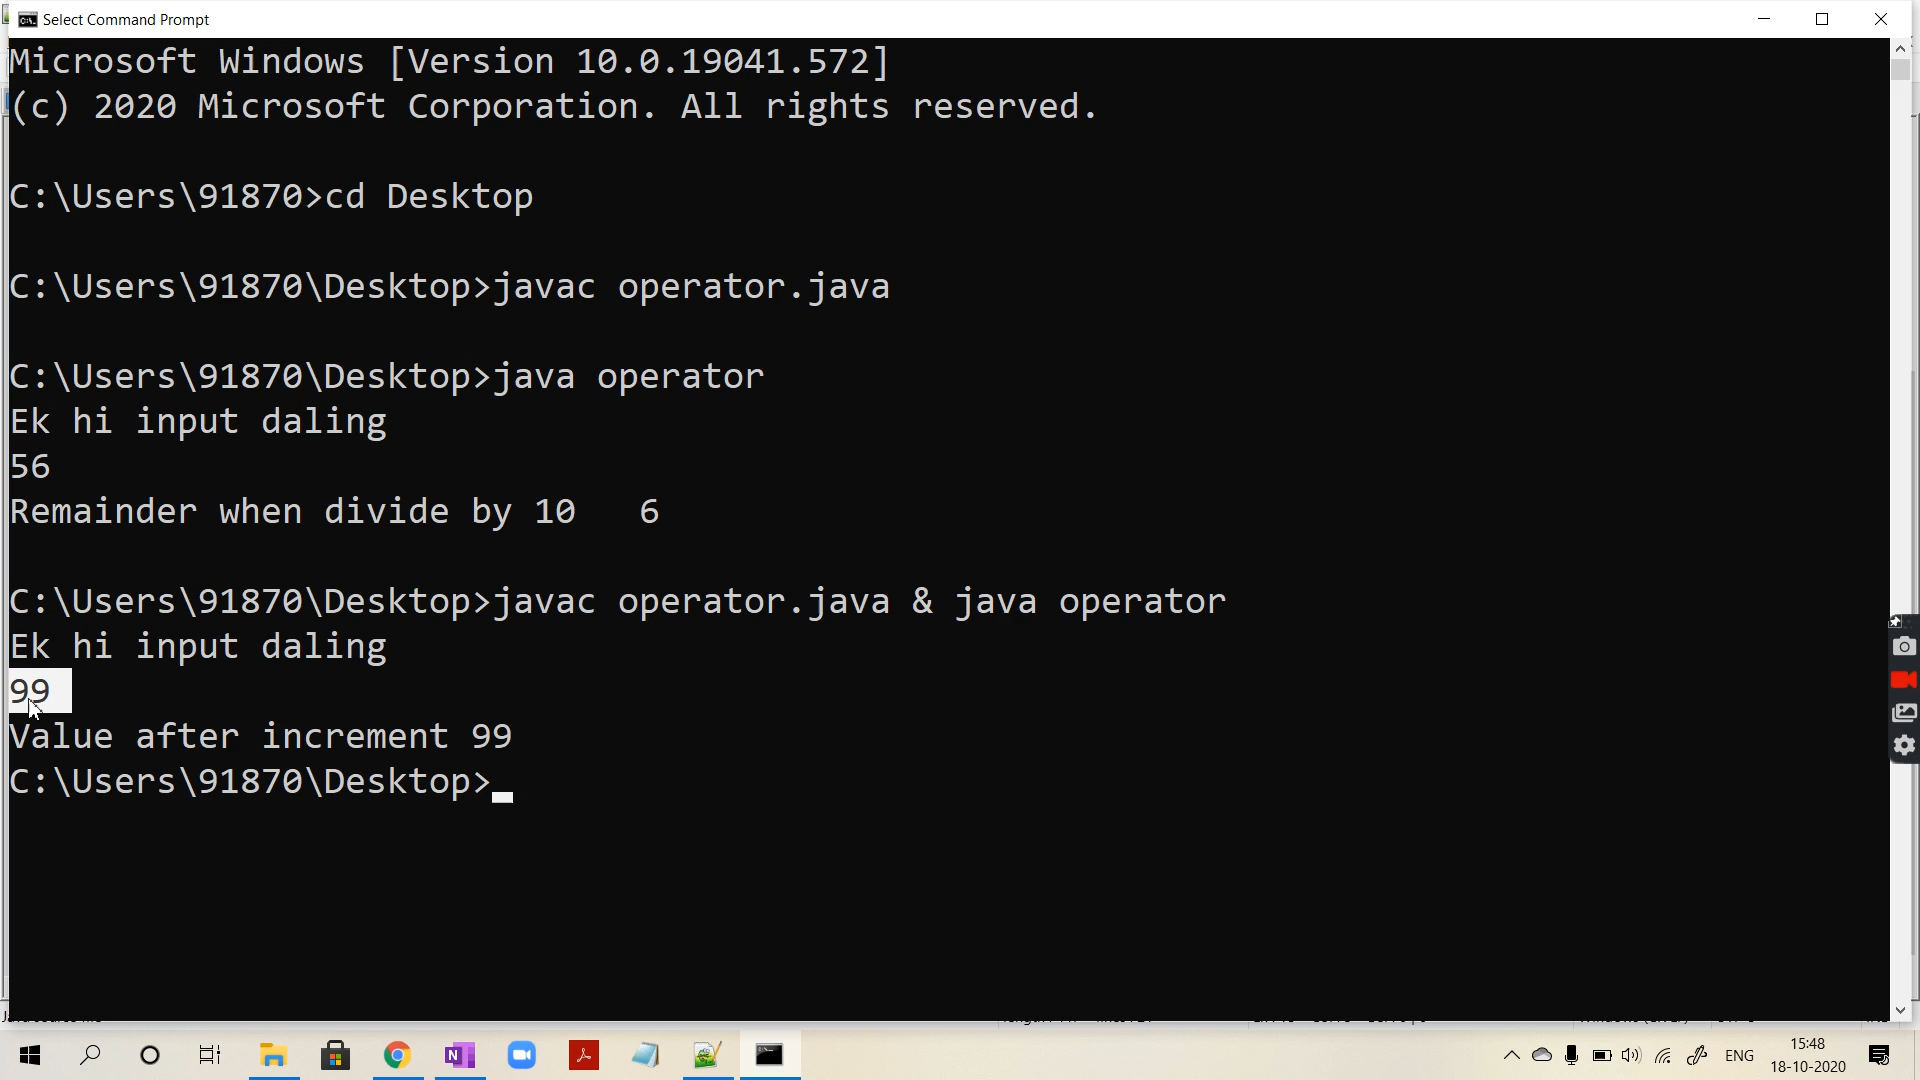 Select Command Prompt
Microsoft Windows [Version 10.0.19041.572]
(c) 2020 Microsoft Corporation. All rights reserved.
C:\Users\91870>cd Desktop
C:\Users\91870\Desktop>javac operator.java
C:\Users\91870\Desktop>java operator
Ek hi input daling
56
Remainder when divide by 10   6
C:\Users\91870\Desktop>javac operator.java & java operator
Ek hi input daling
99
Value after increment 99
C:\Users\91870\Desktop>
ENG
15:48
18-10-2020